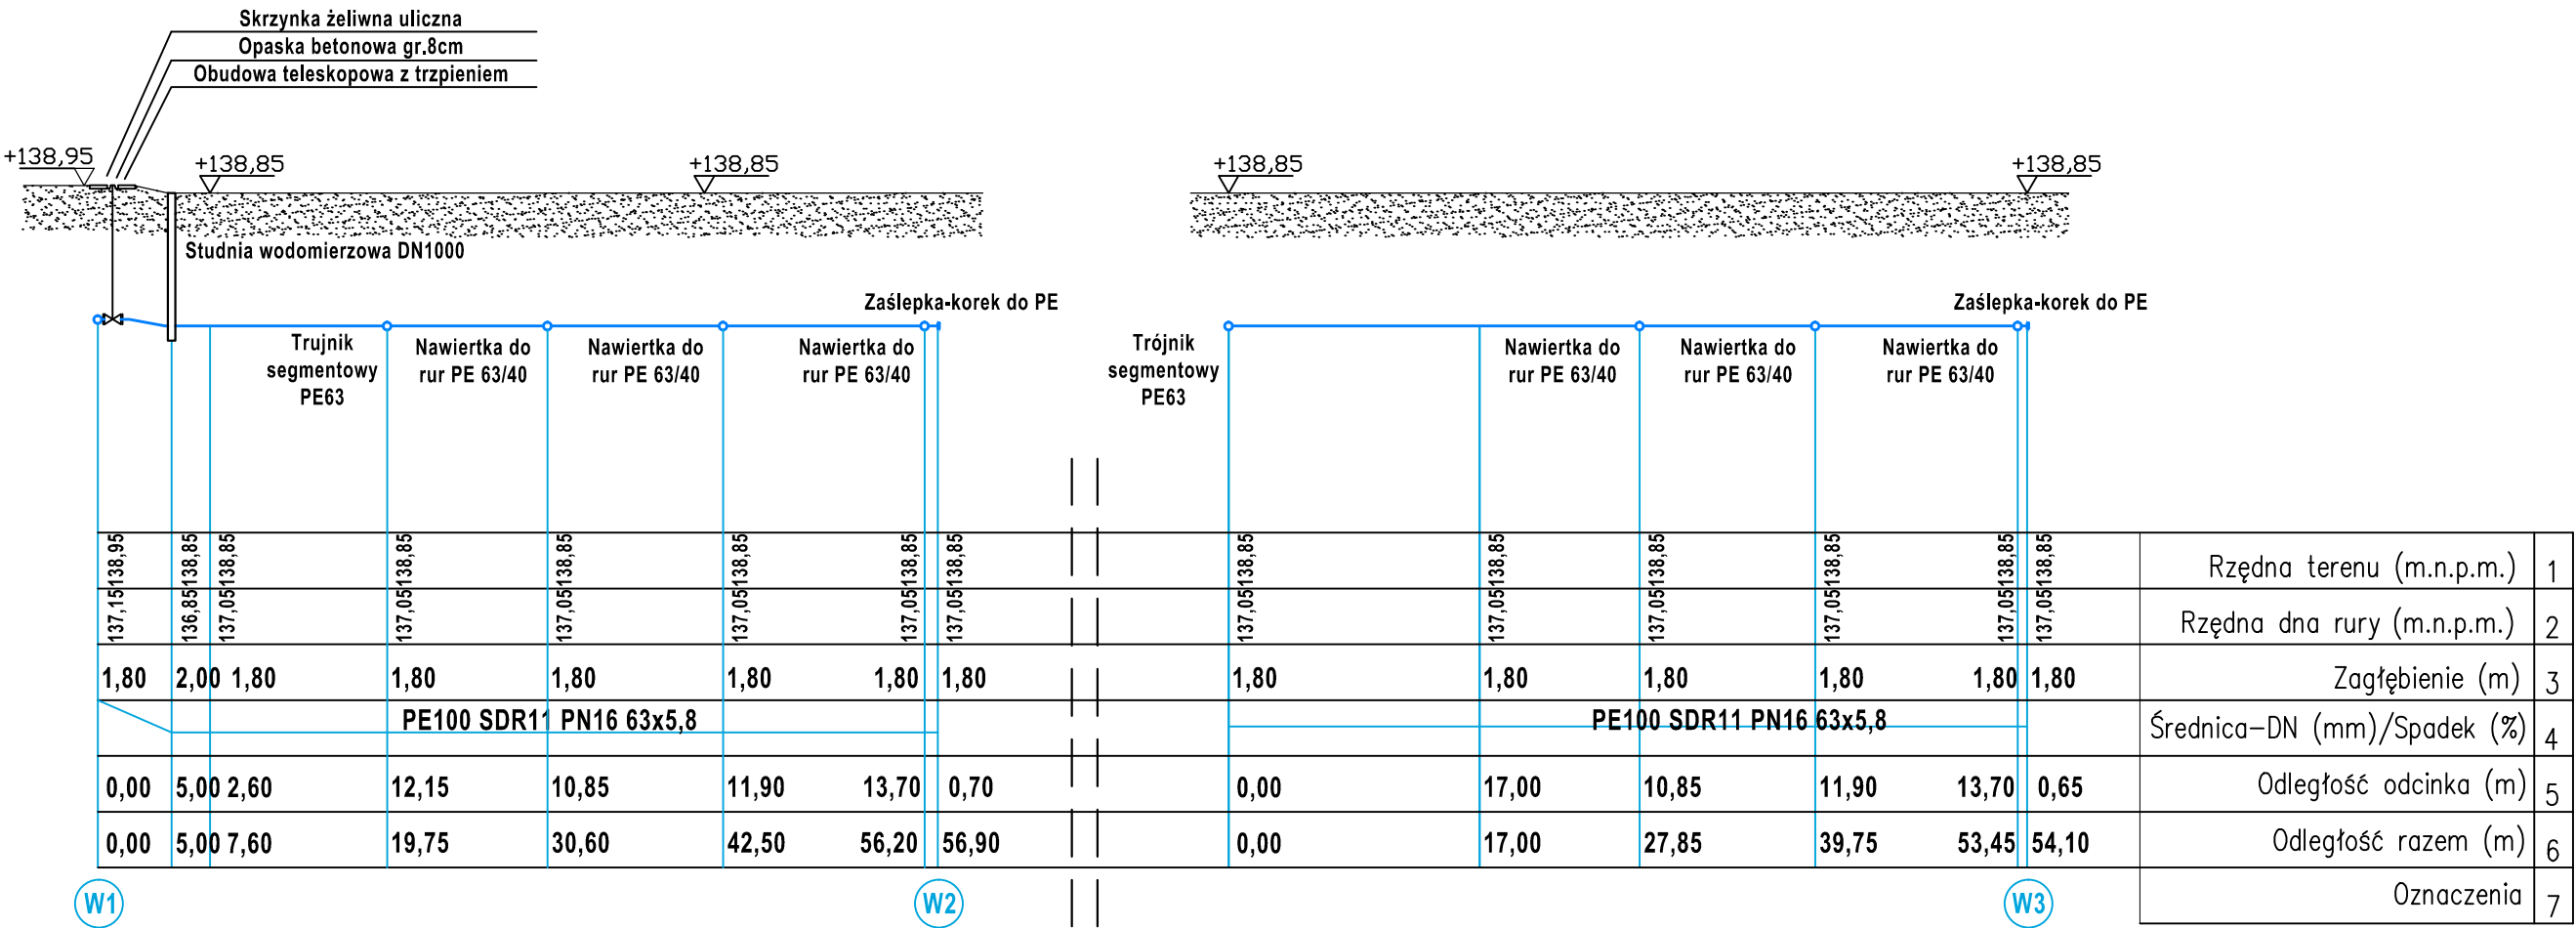 Skrzynka żeliwna uliczna
Opaska betonowa gr.8cm
Obudowa teleskopowa z trzpieniem
+138,95
+138,85
+138,85
+138,85
+138,85
Studnia wodomierzowa DN1000
Zaślepka-korek do PE
Zaślepka-korek do PE
Trujnik
segmentowy
PE63
Nawiertka do
rur PE 63/40
Nawiertka do
rur PE 63/40
Nawiertka do
rur PE 63/40
Trójnik
segmentowy
PE63
Nawiertka do
rur PE 63/40
Nawiertka do
rur PE 63/40
Nawiertka do
rur PE 63/40
138,95 138,85 138,85 138,85 138,85 138,85 138,85 138,85 138,85 138,85 138,85 138,85 138,85 138,85 Rzędna terenu (m.n.p.m.) 1
137,15 136,85 137,05 137,05 137,05 137,05 137,05 137,05 137,05 137,05 137,05 137,05 137,05 137,05 Rzędna dna rury (m.n.p.m.) 2
1,80 2,00 1,80 1,80 1,80 1,80 1,80 1,80 1,80 1,80 1,80 1,80 1,80 1,80 Zagłębienie (m) 3
PE100 SDR11 PN16 63x5,8 PE100 SDR11 PN16 63x5,8 Średnica-DN (mm)/Spadek (%) 4
0,00 5,00 2,60 12,15 10,85 11,90 13,70 0,70 0,00 17,00 10,85 11,90 13,70 0,65 Odległość odcinka (m) 5
0,00 5,00 7,60 19,75 30,60 42,50 56,20 56,90 0,00 17,00 27,85 39,75 53,45 54,10 Odległość razem (m) 6
W1 W2 W3 Oznaczenia 7